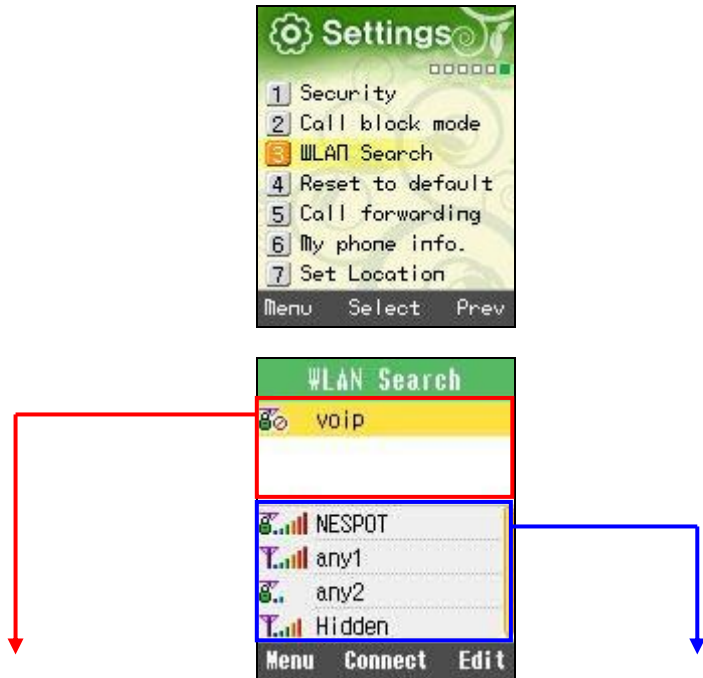 Settings
1 Security
2 Call block mode
3 WLAN Search
4 Reset to default
5 Call forwarding
6 My phone info.
7 Set Location
Menu Select Prev
WLAN Search
voip
NESPOT
any1
any2
Hidden
Menu Connect Edit